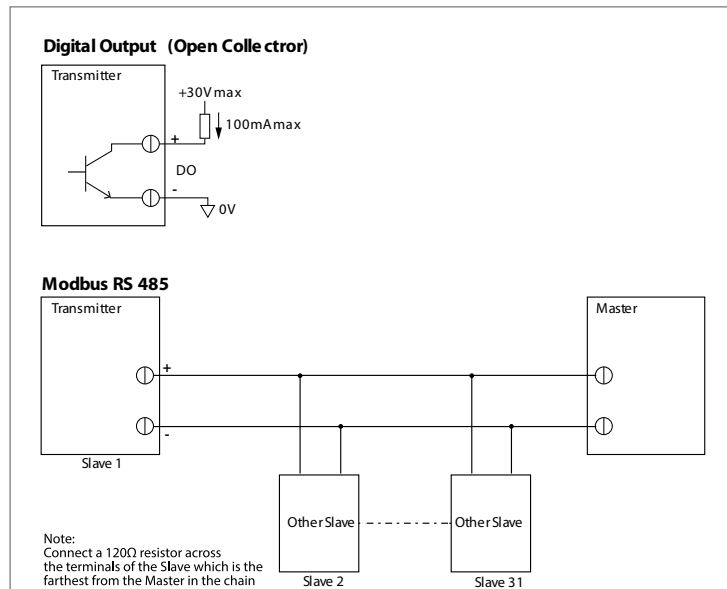 Digital Output (Open Collectror)
Transmitter
+30V max
100mA max
+
DO
-
0V
Modbus RS 485
Transmitter
Master
+
-
Slave 1
Other Slave
Other Slave
Note:
Connect a 120Ω resistor across
the terminals of the Slave which is the
farthest from the Master in the chain
Slave 2
Slave 31